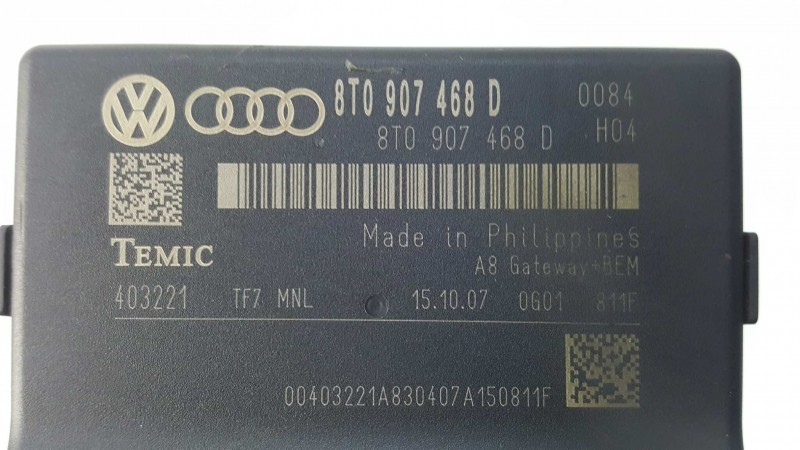 8T0 907 468 D 0084
8T0 907 468 D H04
TEMIC
Made in Philippines
A8 Gateway+BEM
403221 TF7 MNL 15.10.07 0G01 811F
00403221A830407A150811F